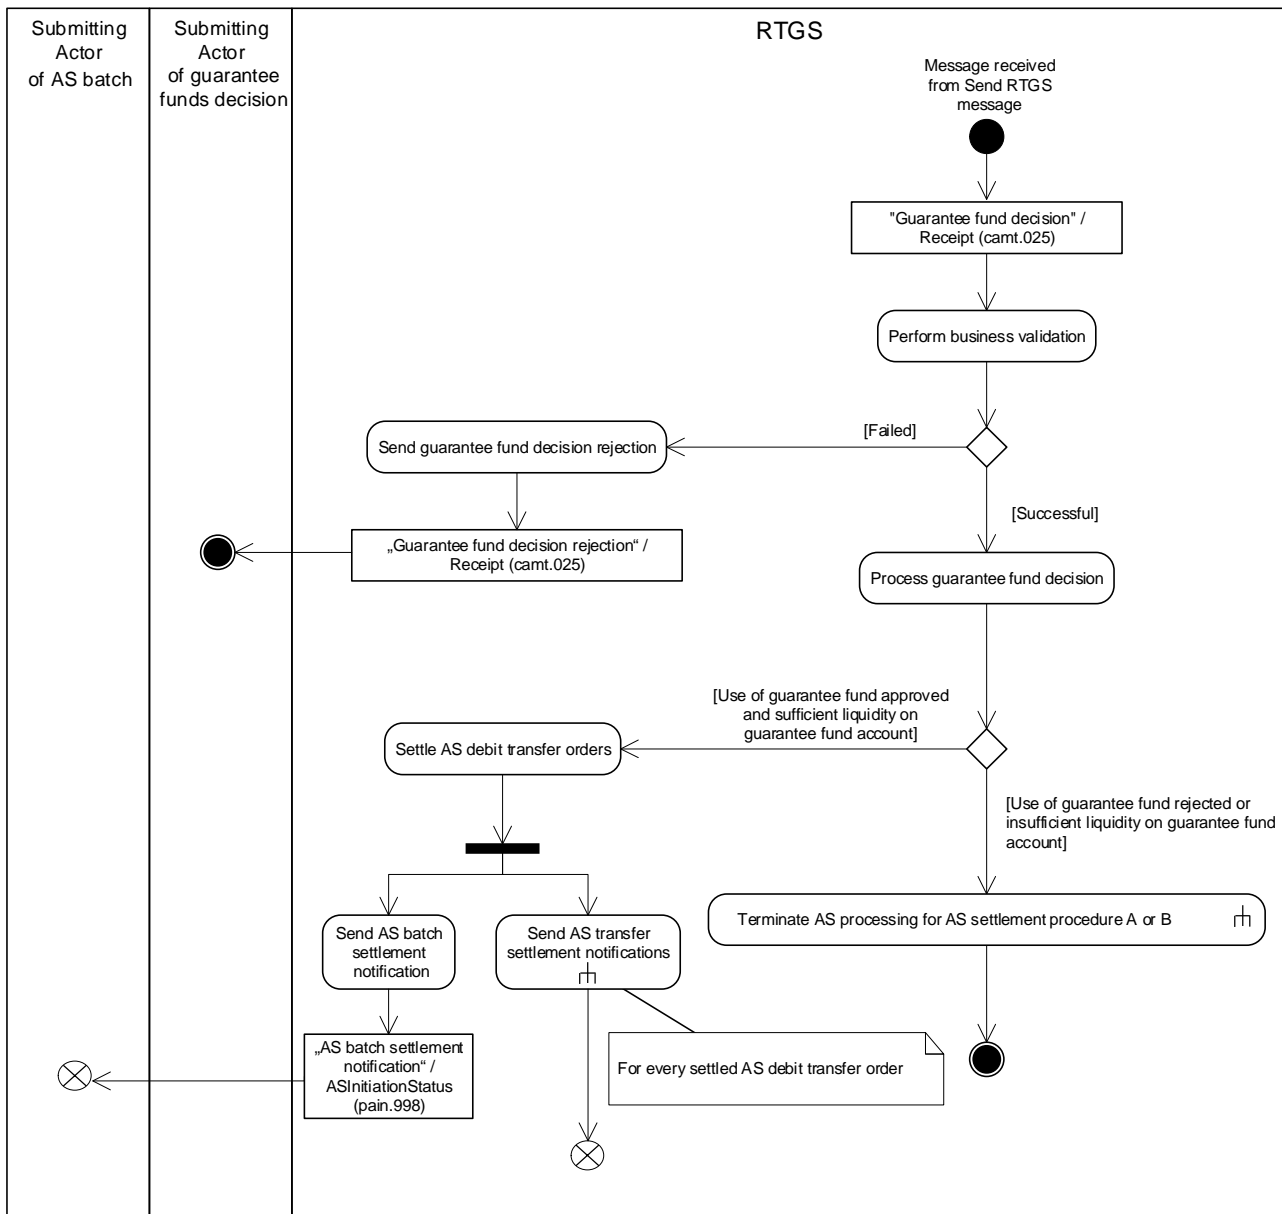 Submitting
Actor
of AS batch
Submitting
Actor
of guarantee
funds decision
RTGS
Message received
from Send RTGS
message
"Guarantee fund decision" /
Receipt (camt.025)
Perform business validation
[Failed]
Send guarantee fund decision rejection
[Successful]
„Guarantee fund decision rejection“ /
Receipt (camt.025)
Process guarantee fund decision
[Use of guarantee fund approved
and sufficient liquidity on
guarantee fund account]
Settle AS debit transfer orders
[Use of guarantee fund rejected or
insufficient liquidity on guarantee fund
account]
Terminate AS processing for AS settlement procedure A or B
Send AS batch
settlement
notification
Send AS transfer
settlement notifications
„AS batch settlement
notification“ /
ASInitiationStatus
(pain.998)
For every settled AS debit transfer order